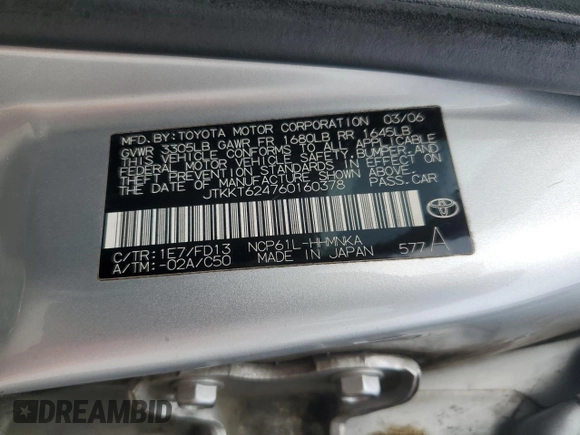 MFD. BY: TOYOTA MOTOR CORPORATION 03/06
GVWR 3305LB GAWR FR 1680LB RR 1645LB
THIS VEHICLE CONFORMS TO ALL APPLICABLE
FEDERAL MOTOR VEHICLE SAFETY, BUMPER, AND
THEFT PREVENTION STANDARDS IN EFFECT ON
THE DATE OF MANUFACTURE SHOWN ABOVE.
JTKKT624760160378 PASS. CAR
C/TR: 1E7/FD13 NCP61L-HHMNKA
A/TM: -02A/C50 MADE IN JAPAN 577 A
DREAMBID